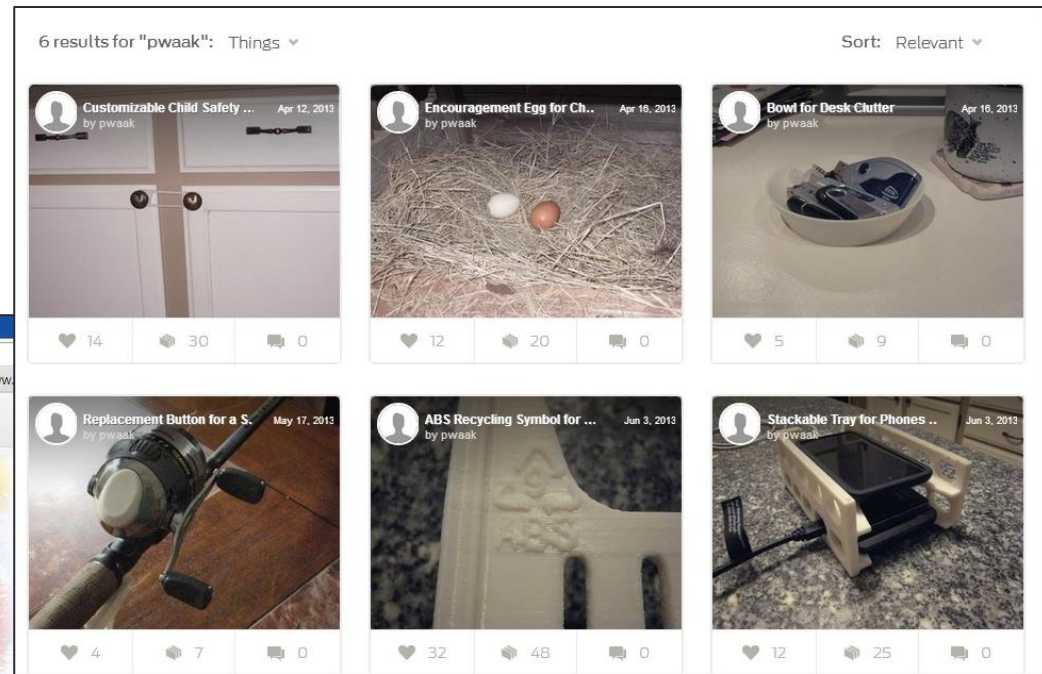 6 results for "pwaak": Things
Sort: Relevant
Customizable Child Safety ... Apr 12, 2013
by pwaak
14 30 0
Encouragement Egg for Ch.. Apr 16, 2013
by pwaak
12 20 0
Bowl for Desk Clutter Apr 16, 2013
by pwaak
5 9 0
Replacement Button for a S. May 17, 2013
by pwaak
4 7 0
ABS Recycling Symbol for ... Jun 3, 2013
by pwaak
9
ABS
32 48 0
Stackable Tray for Phones .. Jun 3, 2013
by pwaak
12 25 0